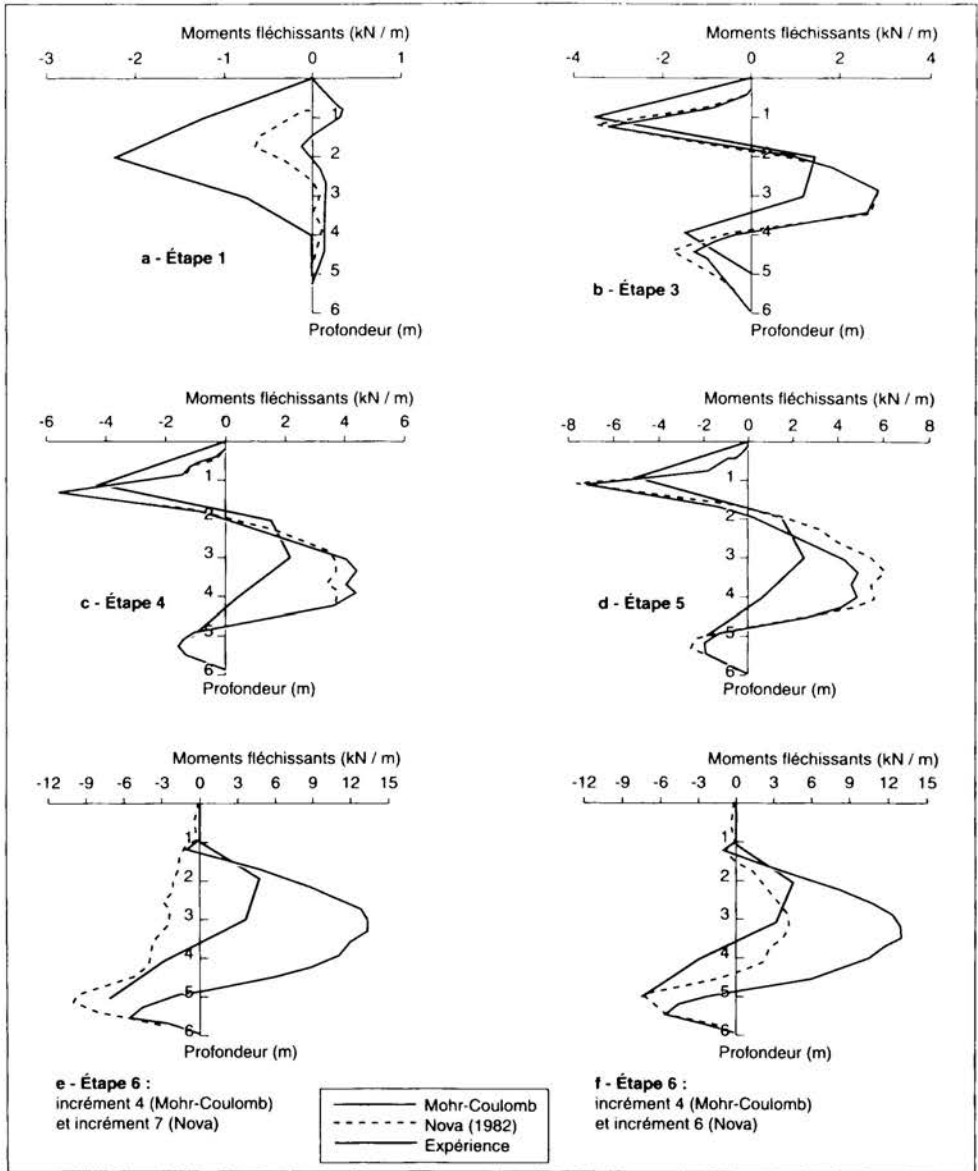 Moments fléchissants (kN / m)
-3 -2 -1 0 1
1
2
3
4
5
6
a - Étape 1
Profondeur (m)
Moments fléchissants (kN / m)
-4 -2 0 2 4
1
2
3
4
5
6
b - Étape 3
Profondeur (m)
Moments fléchissants (kN / m)
-6 -4 -2 0 2 4 6
1
2
3
4
5
6
c - Étape 4
Profondeur (m)
Moments fléchissants (kN / m)
-8 -6 -4 -2 0 2 4 6 8
1
2
3
4
5
6
d - Étape 5
Profondeur (m)
Moments fléchissants (kN / m)
-12 -9 -6 -3 0 3 6 9 12 15
1
2
3
4
5
6
Profondeur (m)
e - Étape 6 :
incrément 4 (Mohr-Coulomb)
et incrément 7 (Nova)
Moments fléchissants (kN / m)
-12 -9 -6 -3 0 3 6 9 12 15
1
2
3
4
5
6
Profondeur (m)
f - Étape 6 :
incrément 4 (Mohr-Coulomb)
et incrément 6 (Nova)
Mohr-Coulomb
Nova (1982)
Expérience